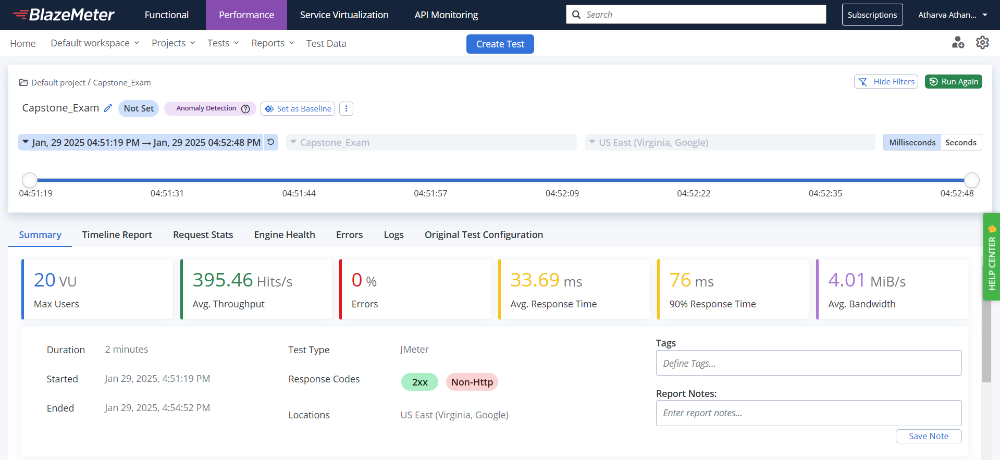 BlazeMeter Functional Performance Service Virtualization API Monitoring Search Subscriptions Atharva Athan...
Home Default workspace Projects Tests Reports Test Data Create Test
Default project / Capstone_Exam Hide Filters Run Again
Capstone_Exam Not Set Anomaly Detection ? Set as Baseline
Jan, 29 2025 04:51:19 PM → Jan, 29 2025 04:52:48 PM Capstone_Exam US East (Virginia, Google) Milliseconds Seconds
04:51:19 04:51:31 04:51:44 04:51:57 04:52:09 04:52:22 04:52:35 04:52:48
HELP CENTER
Summary Timeline Report Request Stats Engine Health Errors Logs Original Test Configuration
20 VU 395.46 Hits/s 0 % 33.69 ms 76 ms 4.01 MiB/s
Max Users Avg. Throughput Errors Avg. Response Time 90% Response Time Avg. Bandwidth
Duration 2 minutes Test Type JMeter Tags
Define Tags...
Started Jan 29, 2025, 4:51:19 PM Response Codes 2xx Non-Http
Report Notes:
Ended Jan 29, 2025, 4:54:52 PM Locations US East (Virginia, Google) Enter report notes...
Save Note